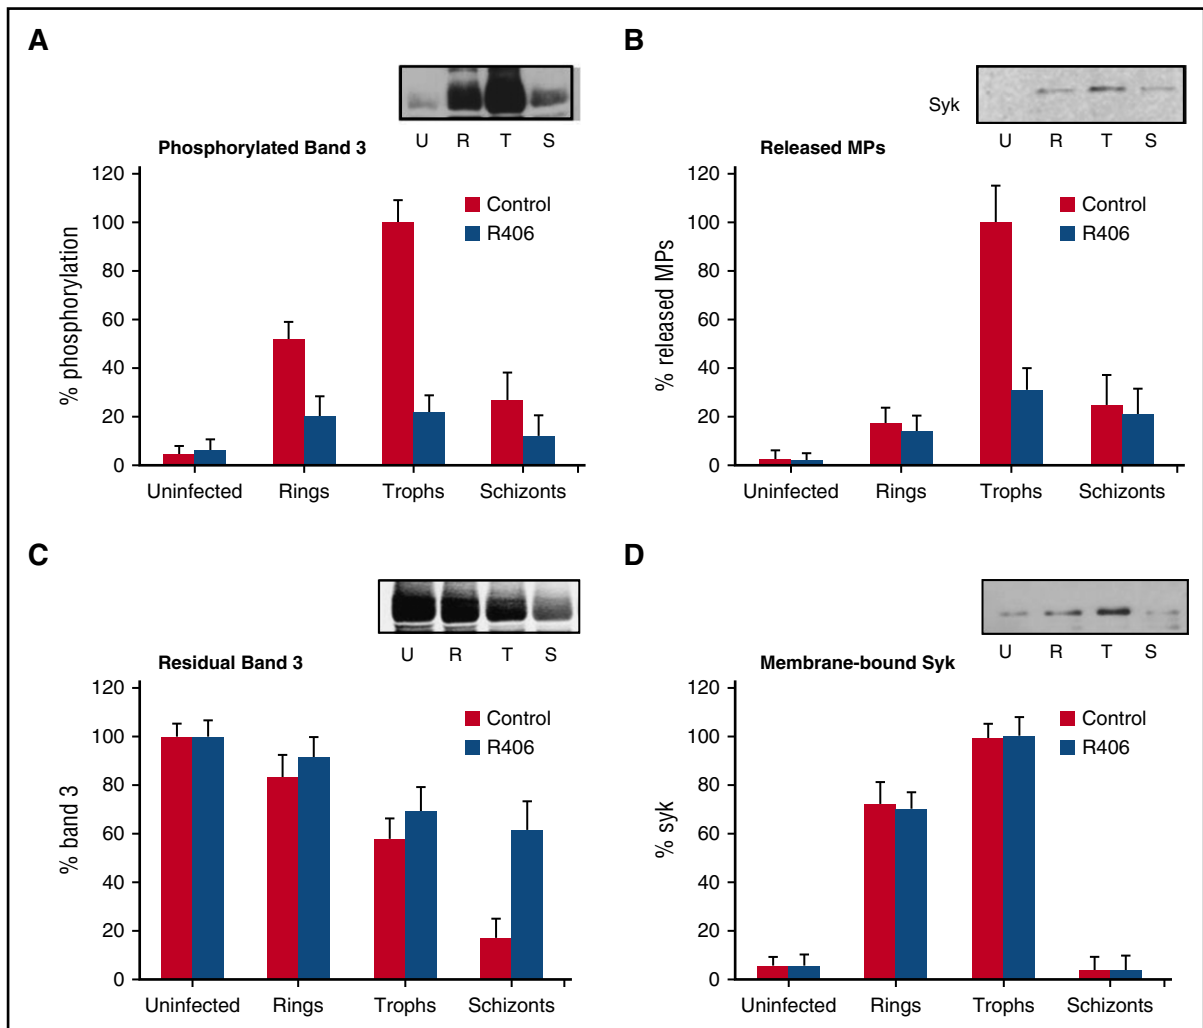 A
U R T S
Phosphorylated Band 3
120
100
80
60
40
20
0
% phosphorylation
Control
R406
Uninfected Rings Trophs Schizonts
B
Syk
U R T S
Released MPs
120
100
80
60
40
20
0
% released MPs
Control
R406
Uninfected Rings Trophs Schizonts
C
U R T S
Residual Band 3
120
100
80
60
40
20
0
% band 3
Control
R406
Uninfected Rings Trophs Schizonts
D
U R T S
Membrane-bound Syk
120
100
80
60
40
20
0
% syk
Control
R406
Uninfected Rings Trophs Schizonts